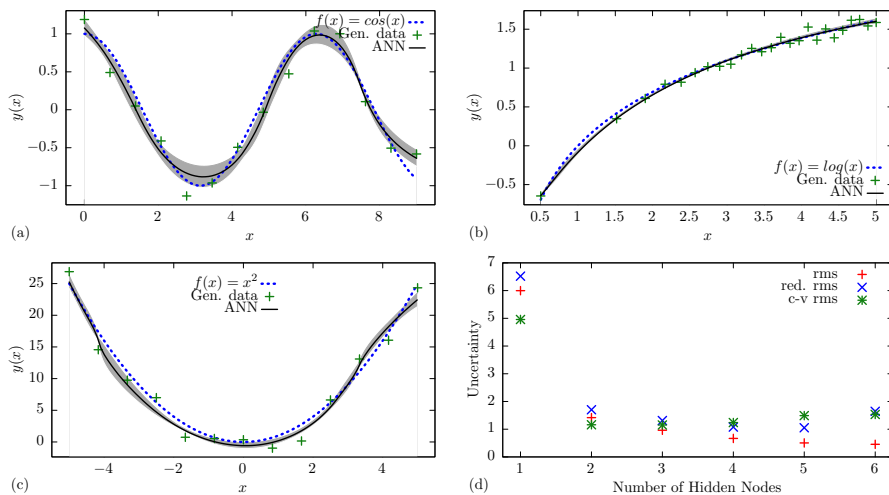 f(x) = cos(x)
Gen. data
ANN
1
0.5
0
−0.5
−1
y(x)
0
2
4
6
8
(a)
x
1.5
1
0.5
0
−0.5
y(x)
f(x) = log(x)
Gen. data
ANN
0.5
1
1.5
2
2.5
3
3.5
4
4.5
5
(b)
x
f(x) = x²
Gen. data
ANN
25
20
15
10
5
0
y(x)
−4
−2
0
2
4
(c)
x
rms
red. rms
c-v rms
7
6
5
4
3
2
1
0
Uncertainty
1
2
3
4
5
6
(d)
Number of Hidden Nodes